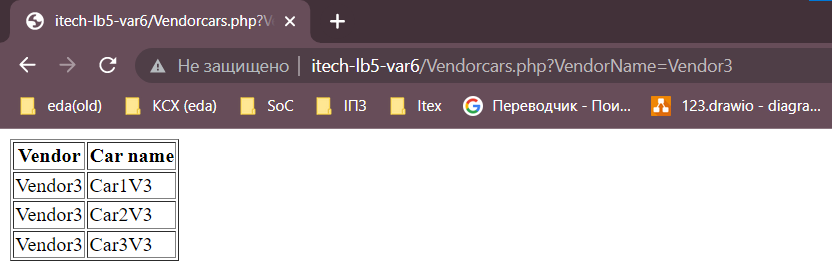 itech-lb5-var6/Vendorcars.php?V
Не защищено | itech-lb5-var6/Vendorcars.php?VendorName=Vendor3
eda(old) КСХ (eda) SoC ІПЗ Itex Переводчик - Пои... 123.drawio - diagra...
Vendor Car name
Vendor3 Car1V3
Vendor3 Car2V3
Vendor3 Car3V3